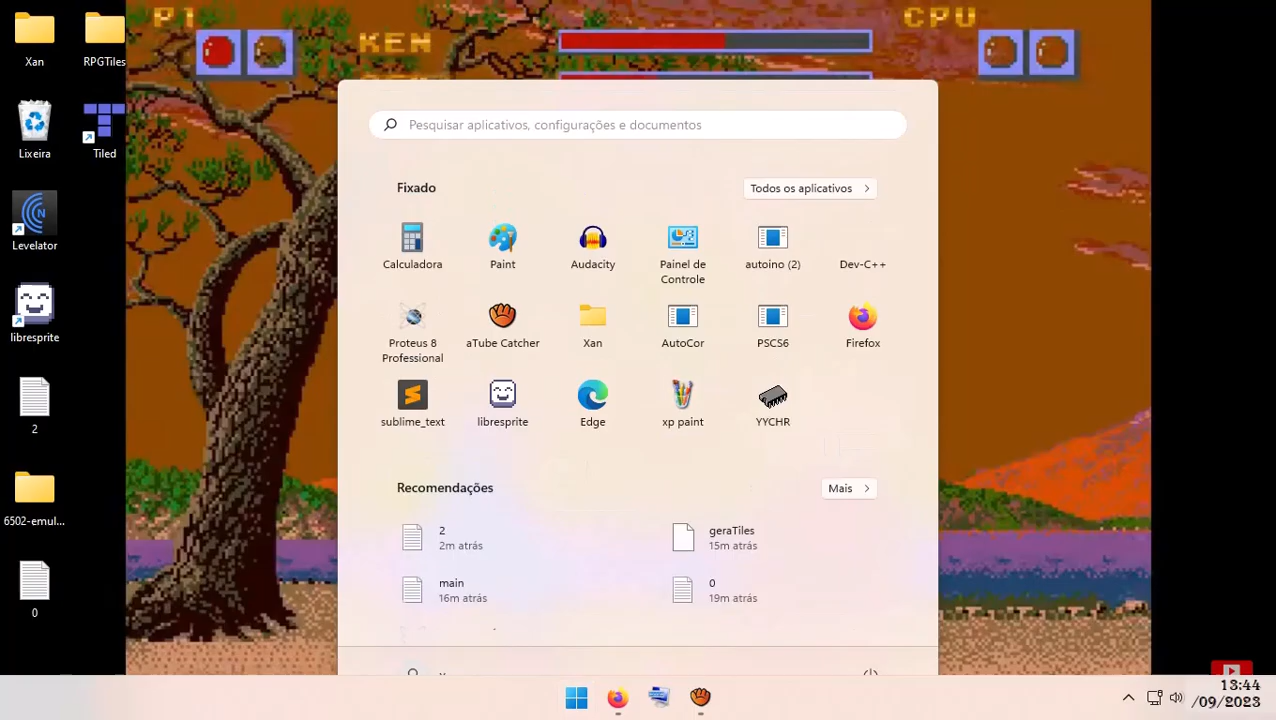 P1
CPU
KEN
Xan
RPGTiles
Lixeira
Tiled
Levelator
libresprite
2
6502-emul...
0
Pesquisar aplicativos, configurações e documentos
Fixado
Todos os aplicativos
Calculadora
Paint
Audacity
Painel de
Controle
autoino (2)
Dev-C++
Proteus 8
Professional
aTube Catcher
Xan
AutoCor
PSCS6
Firefox
sublime_text
libresprite
Edge
xp paint
YYCHR
Recomendações
Mais
2
2m atrás
geraTiles
15m atrás
main
16m atrás
0
19m atrás
13:44
/09/2023